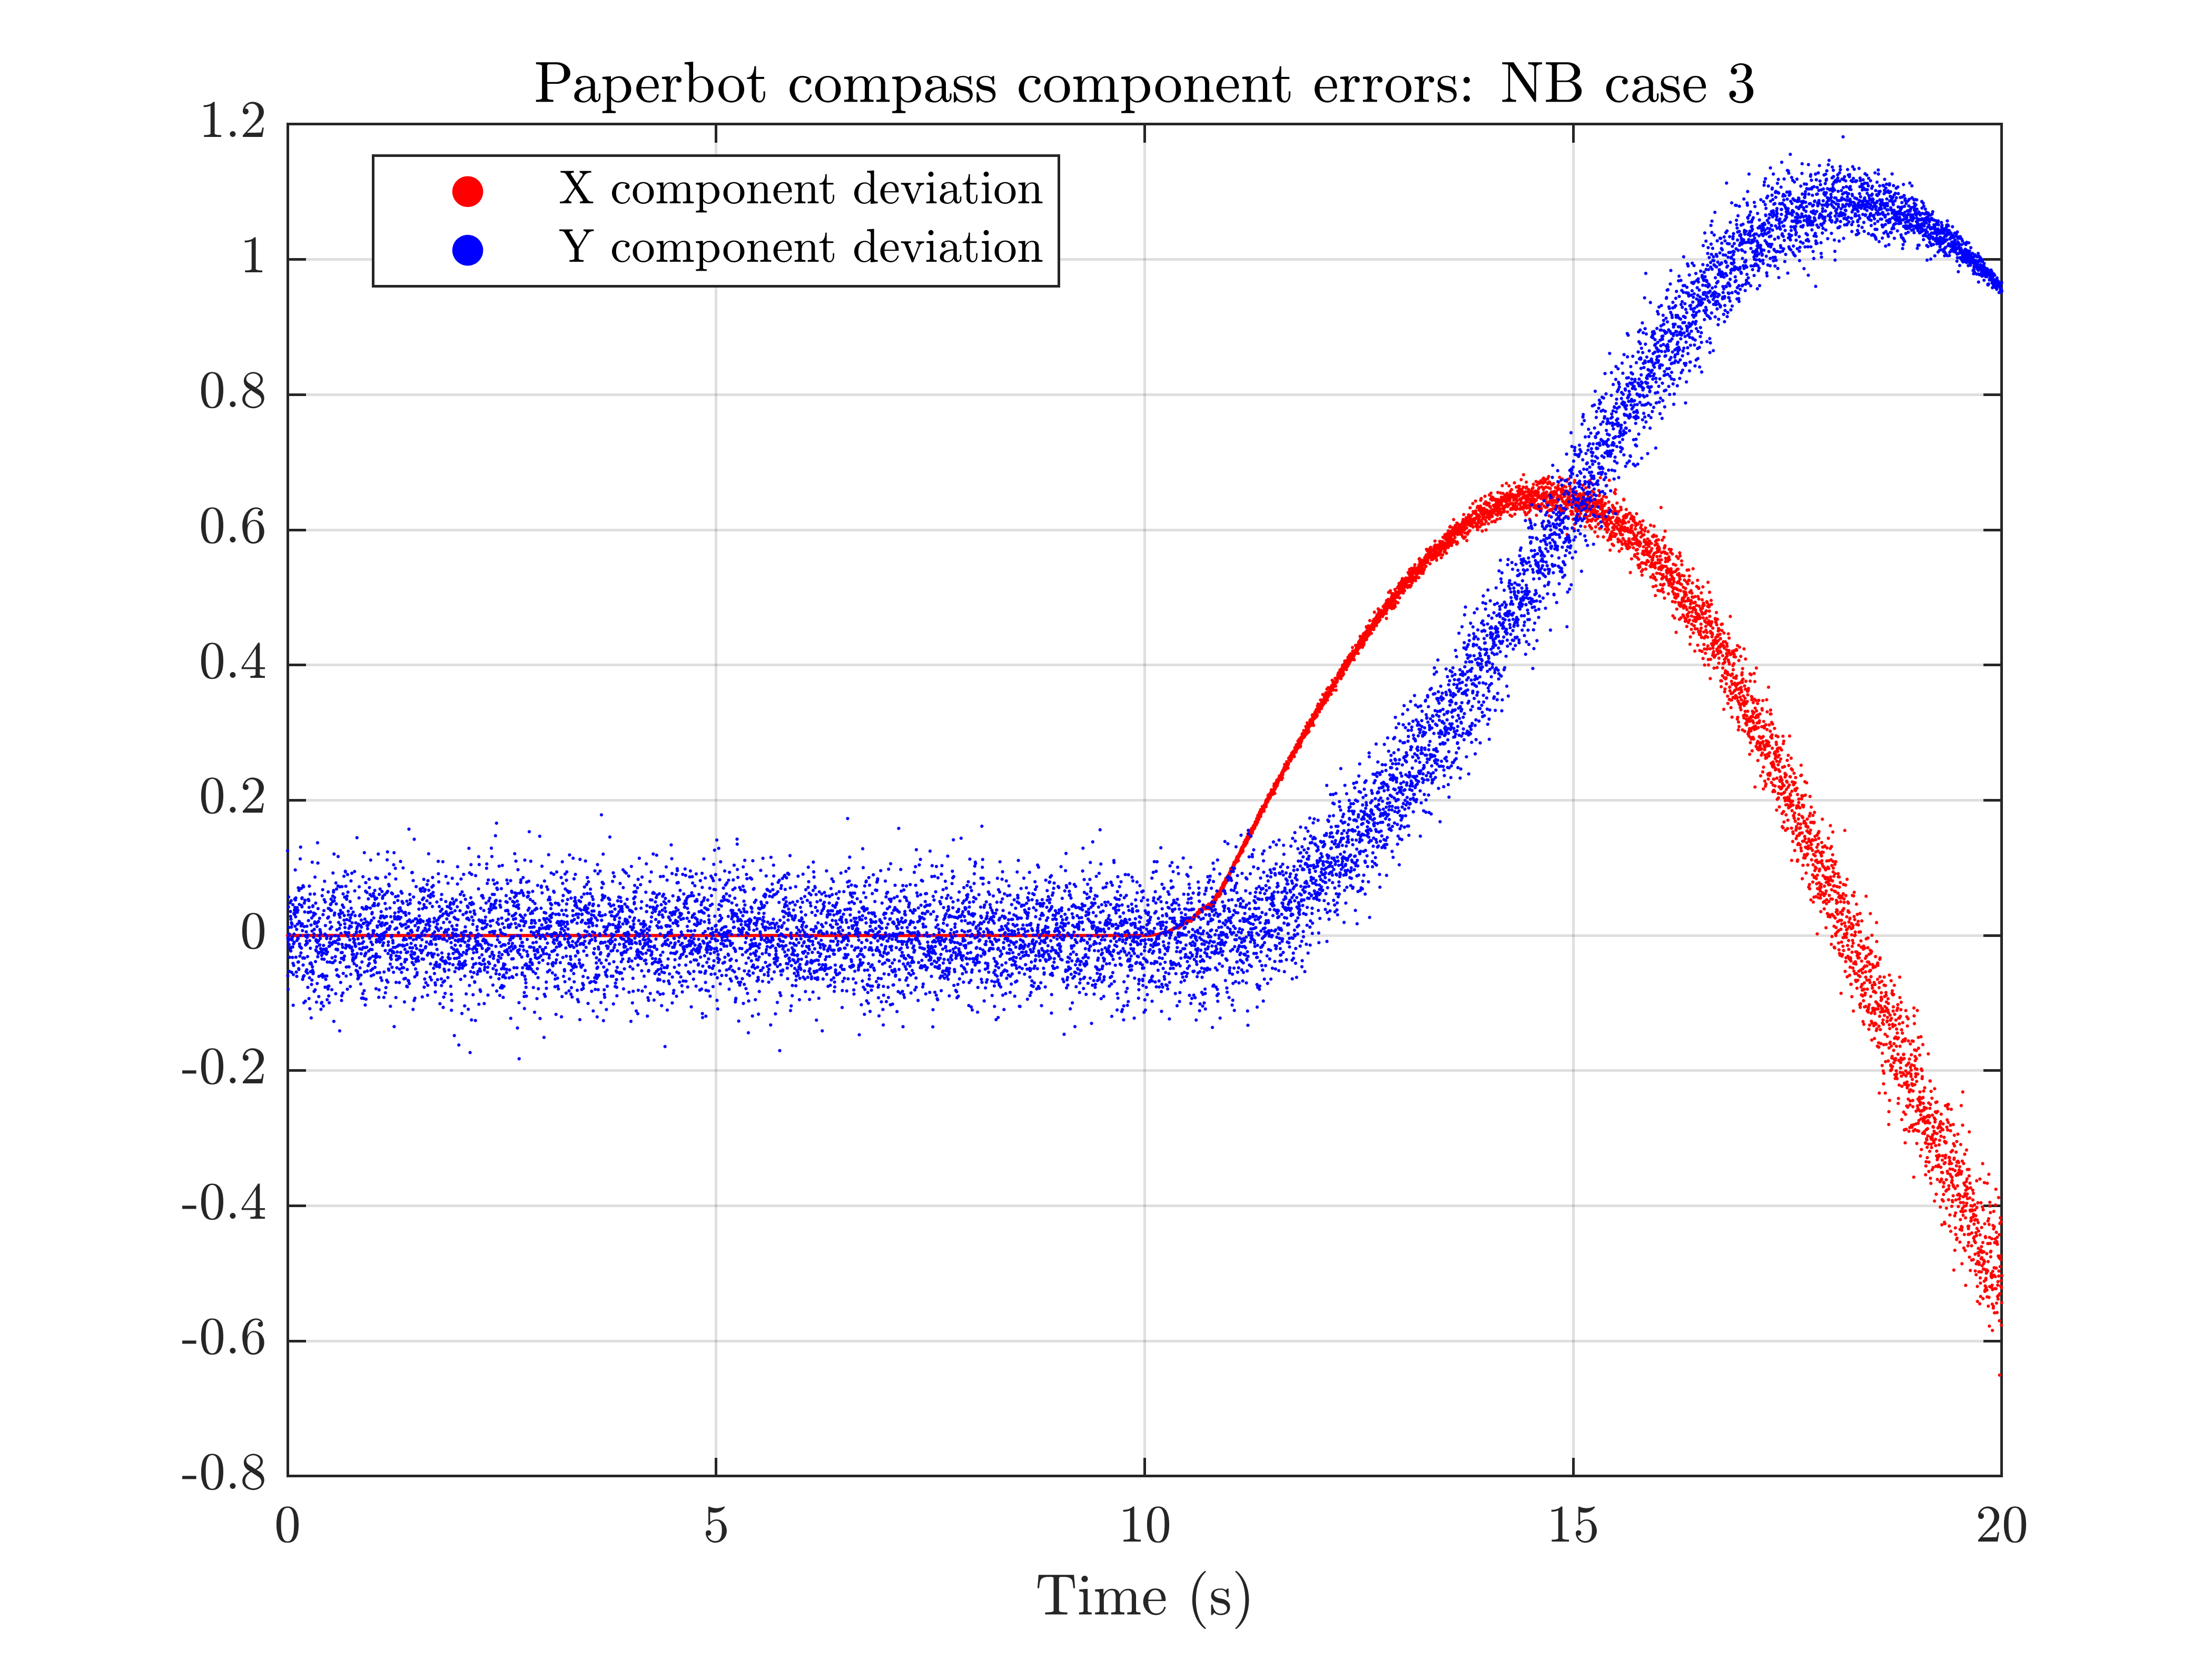 Paperbot compass component errors: NB case 3
X component deviation
Y component deviation
1.2
1
0.8
0.6
0.4
0.2
0
-0.2
-0.4
-0.6
-0.8
0 5 10 15 20
Time (s)